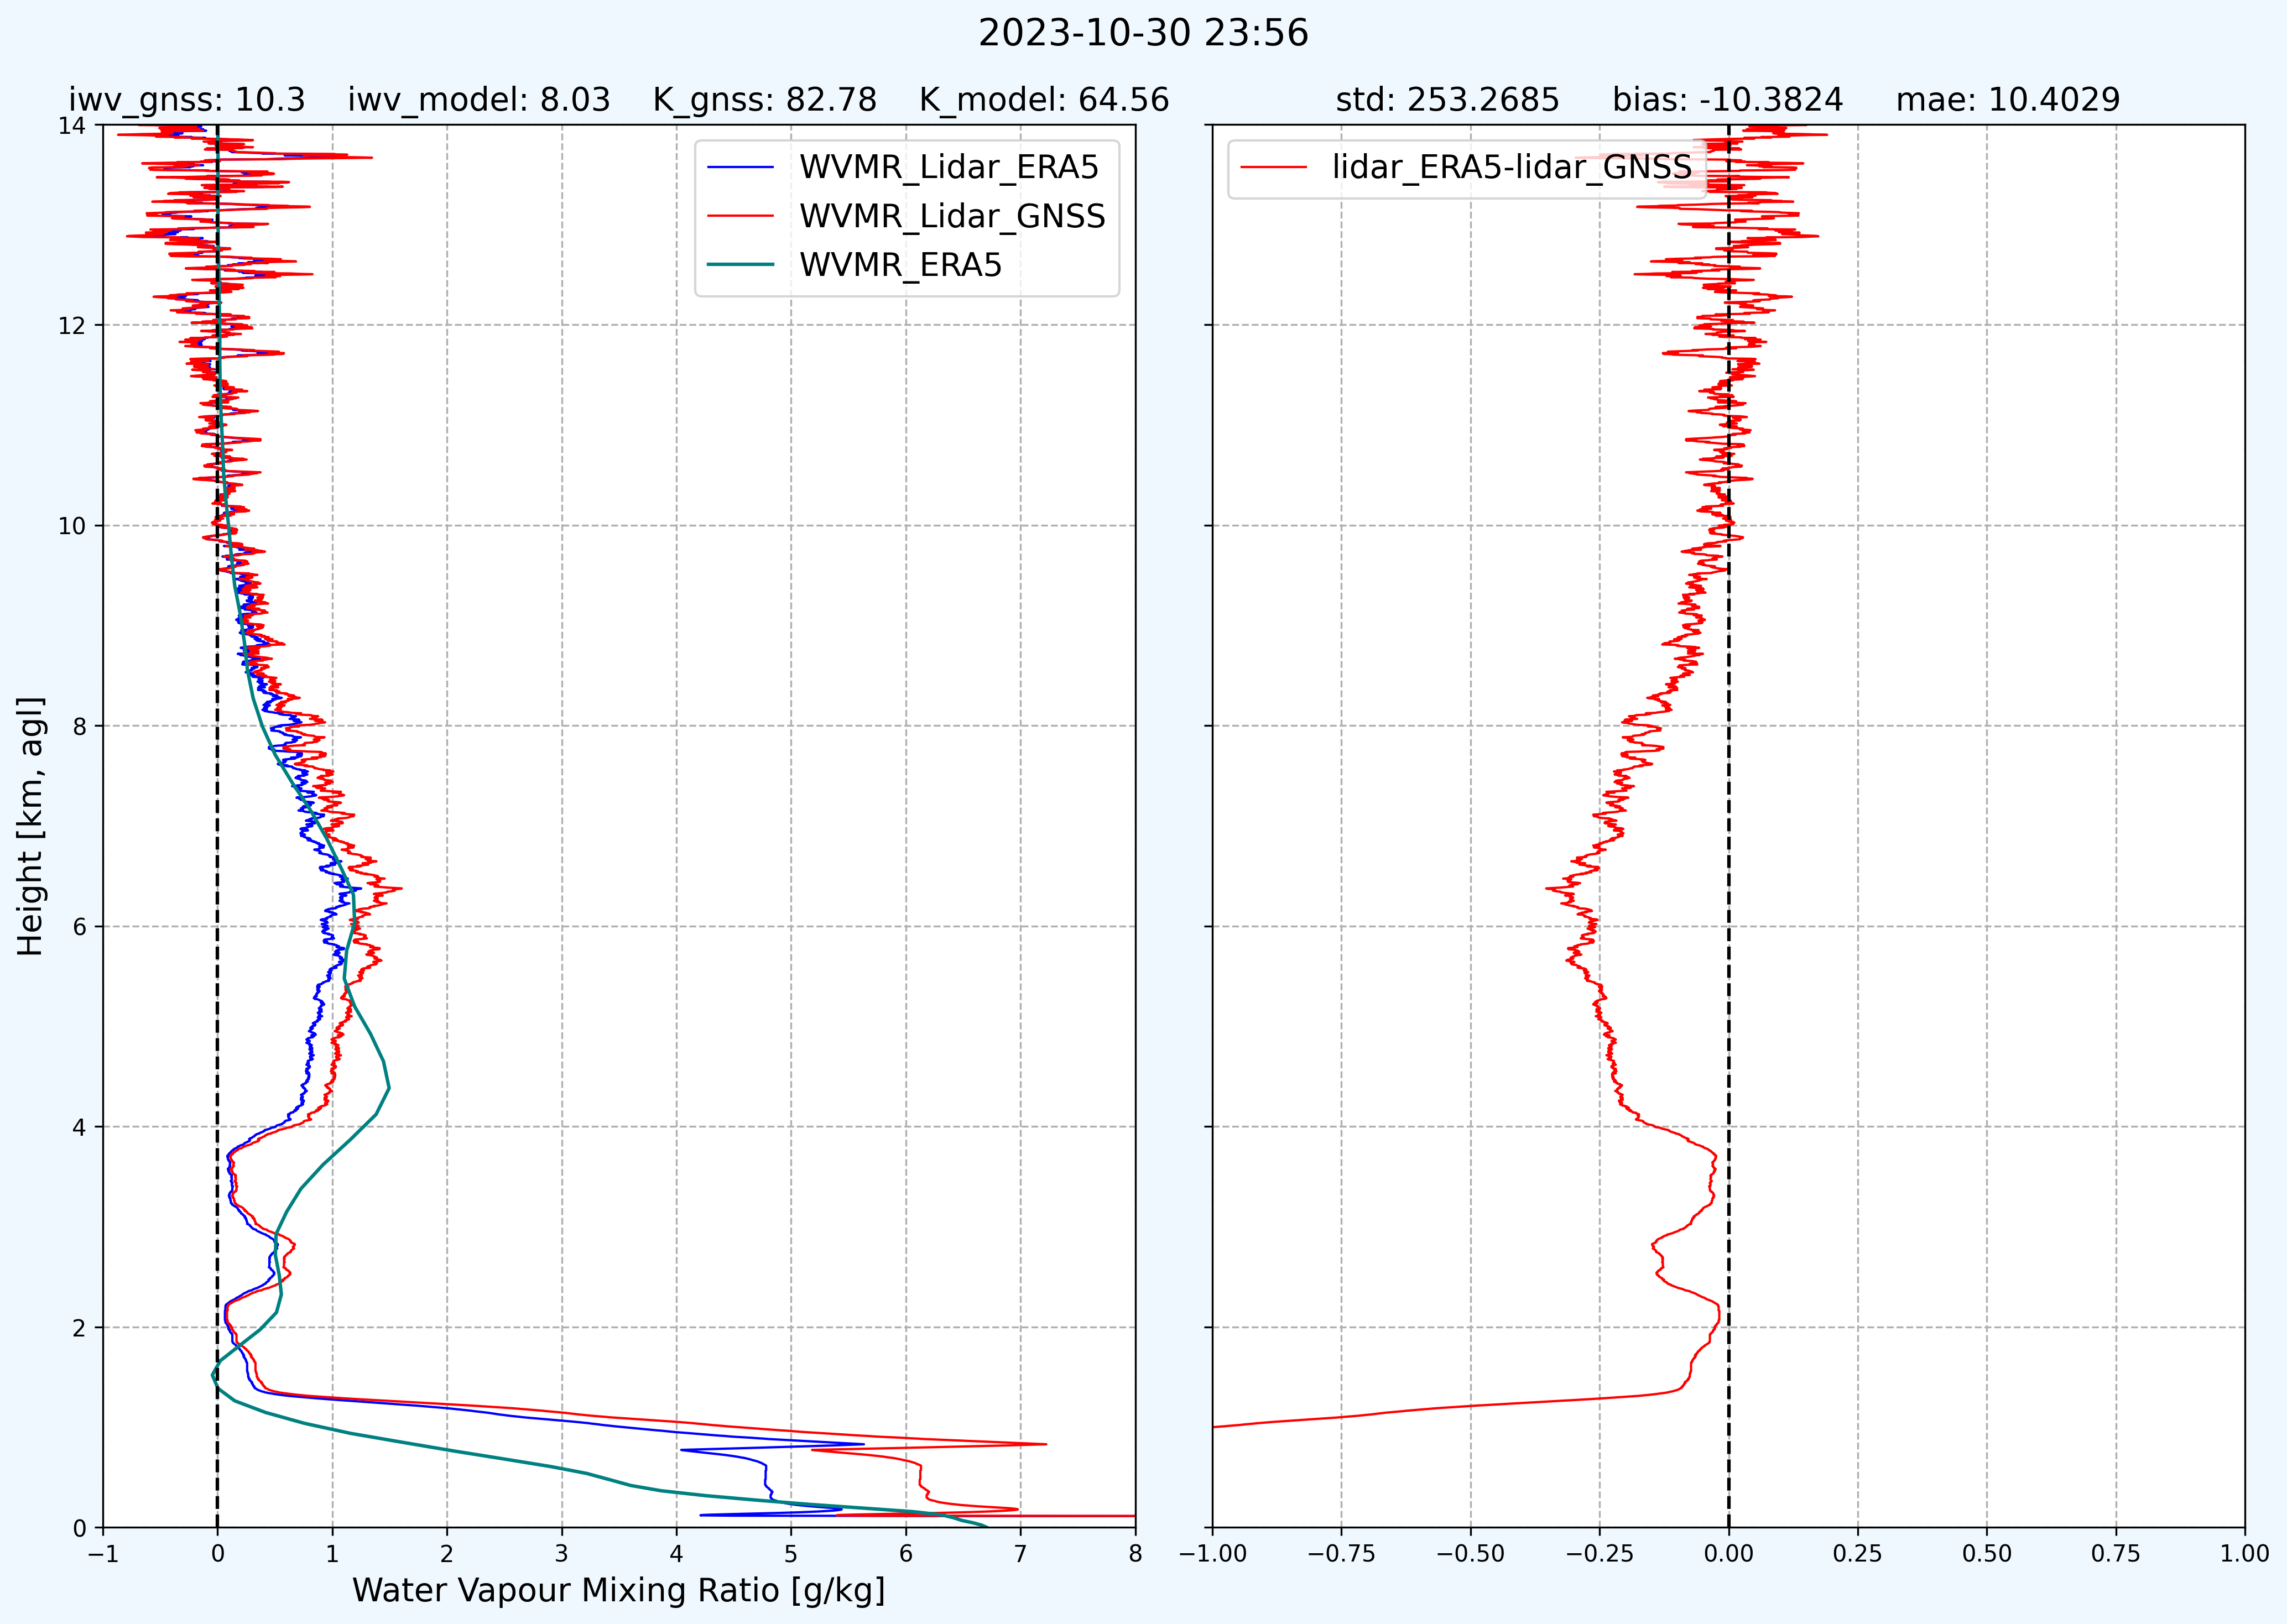 2023-10-30 23:56
iwv_gnss: 10.3 iwv_model: 8.03 K_gnss: 82.78 K_model: 64.56
std: 253.2685 bias: -10.3824 mae: 10.4029
WVMR_Lidar_ERA5
WVMR_Lidar_GNSS
WVMR_ERA5
lidar_ERA5-lidar_GNSS
14
12
10
8
6
4
2
0
Height [km, agl]
−1 0 1 2 3 4 5 6 7 8
Water Vapour Mixing Ratio [g/kg]
−1.00 −0.75 −0.50 −0.25 0.00 0.25 0.50 0.75 1.00